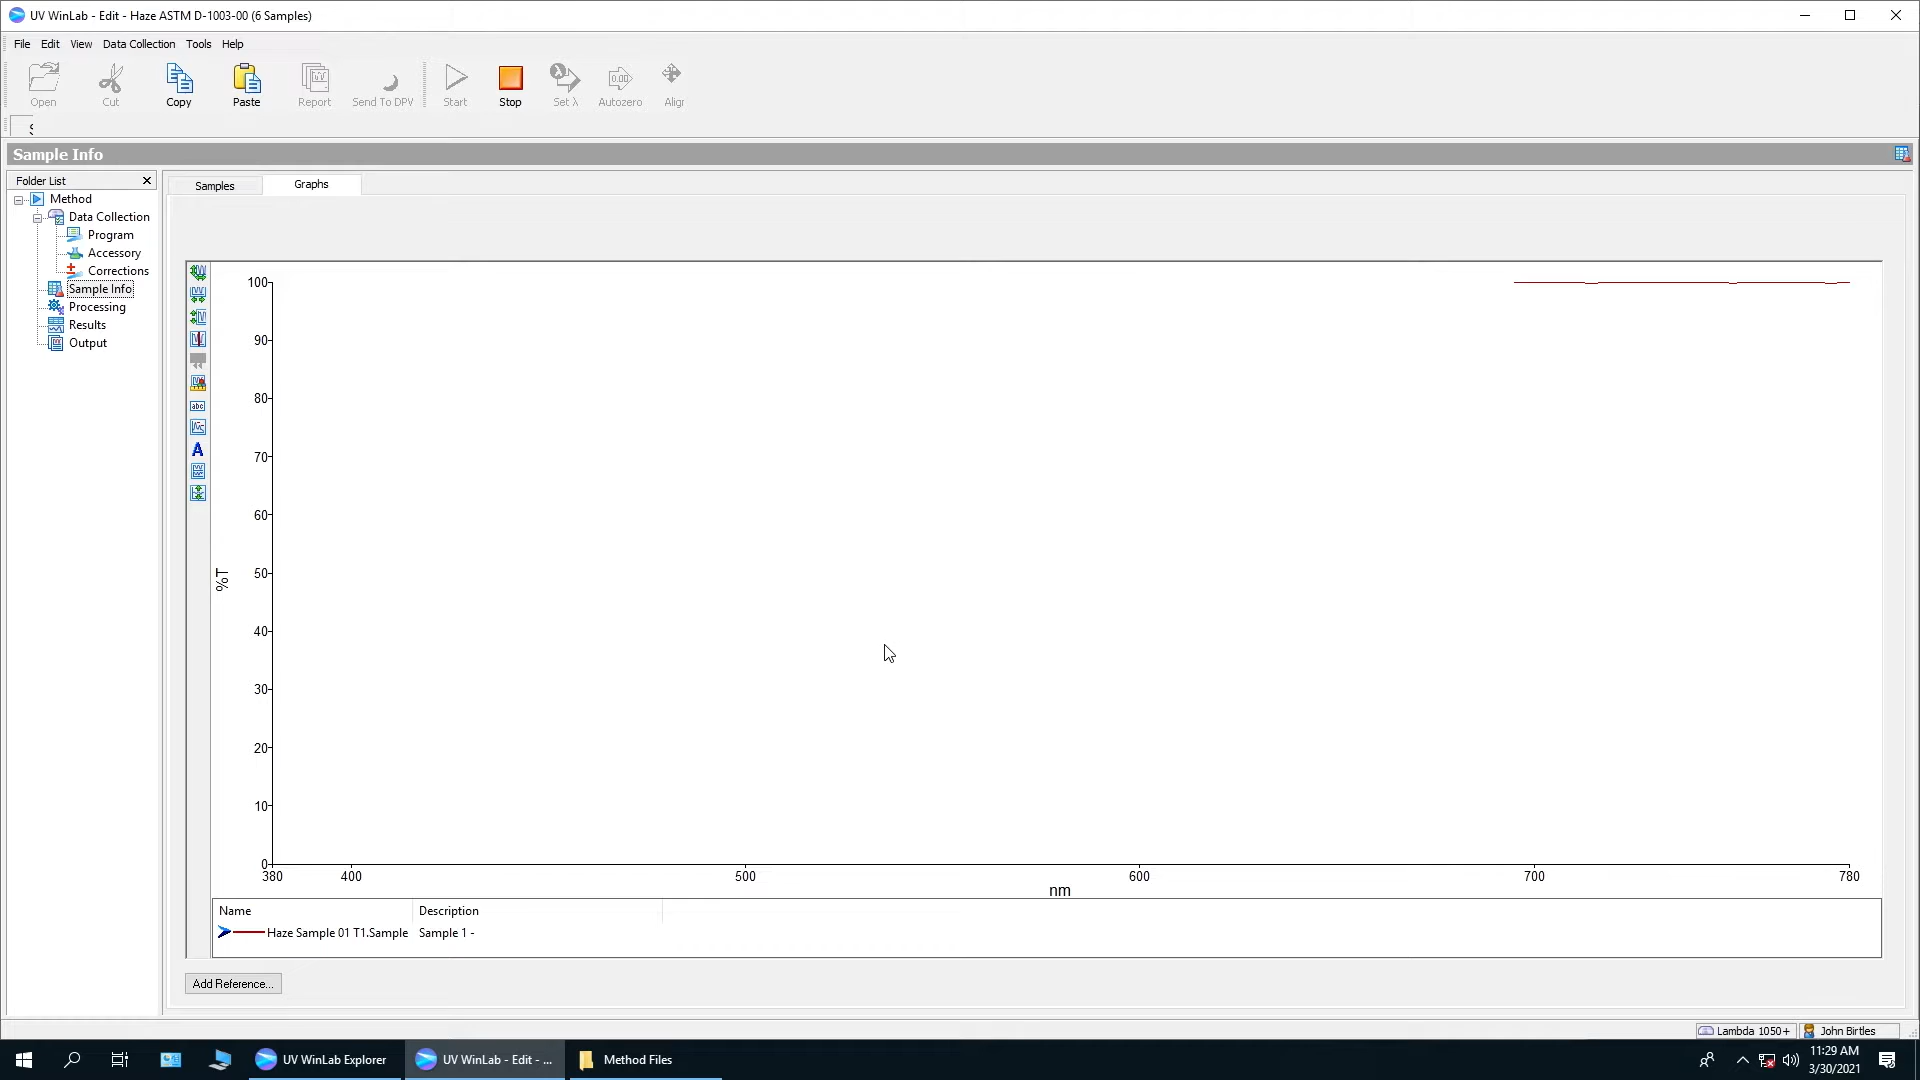 UV WinLab - Edit - Haze ASTM D-1003-00 (6 Samples)
File Edit View Data Collection Tools Help
Open Cut Copy Paste Report Send To DPV Start Stop Set λ Autozero Align
Sample Info
Folder List
Samples Graphs
Method
Data Collection
Program
Accessory
Corrections
Sample Info
Processing
Results
Output
abc
A
100
90
80
70
60
50
40
30
20
10
0
%T
380 400 500 600 700 780
nm
Name Description
Haze Sample 01 T1.Sample Sample 1 -
Add Reference...
Lambda 1050+ John Birtles
UV WinLab Explorer UV WinLab - Edit - ... Method Files
11:29 AM
3/30/2021